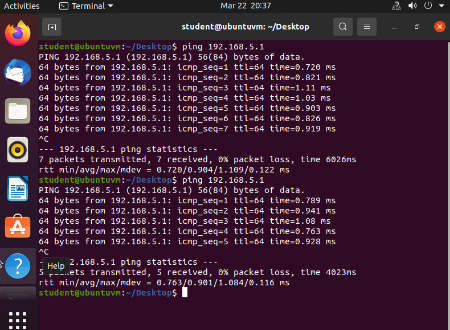 Activities Terminal Mar 22 20:37
student@ubuntuvm: ~/Desktop
student@ubuntuvm:~/Desktop$ ping 192.168.5.1
PING 192.168.5.1 (192.168.5.1) 56(84) bytes of data.
64 bytes from 192.168.5.1: icmp_seq=1 ttl=64 time=0.720 ms
64 bytes from 192.168.5.1: icmp_seq=2 ttl=64 time=0.821 ms
64 bytes from 192.168.5.1: icmp_seq=3 ttl=64 time=1.11 ms
64 bytes from 192.168.5.1: icmp_seq=4 ttl=64 time=1.03 ms
64 bytes from 192.168.5.1: icmp_seq=5 ttl=64 time=0.903 ms
64 bytes from 192.168.5.1: icmp_seq=6 ttl=64 time=0.826 ms
64 bytes from 192.168.5.1: icmp_seq=7 ttl=64 time=0.919 ms
^C
--- 192.168.5.1 ping statistics ---
7 packets transmitted, 7 received, 0% packet loss, time 6026ms
rtt min/avg/max/mdev = 0.720/0.904/1.109/0.122 ms
student@ubuntuvm:~/Desktop$ ping 192.168.5.1
PING 192.168.5.1 (192.168.5.1) 56(84) bytes of data.
64 bytes from 192.168.5.1: icmp_seq=1 ttl=64 time=0.789 ms
64 bytes from 192.168.5.1: icmp_seq=2 ttl=64 time=0.941 ms
64 bytes from 192.168.5.1: icmp_seq=3 ttl=64 time=1.08 ms
64 bytes from 192.168.5.1: icmp_seq=4 ttl=64 time=0.763 ms
64 bytes from 192.168.5.1: icmp_seq=5 ttl=64 time=0.928 ms
^C
2.168.5.1 ping statistics ---
Help
packets transmitted, 5 received, 0% packet loss, time 4023ms
rtt min/avg/max/mdev = 0.763/0.901/1.084/0.116 ms
student@ubuntuvm:~/Desktop$